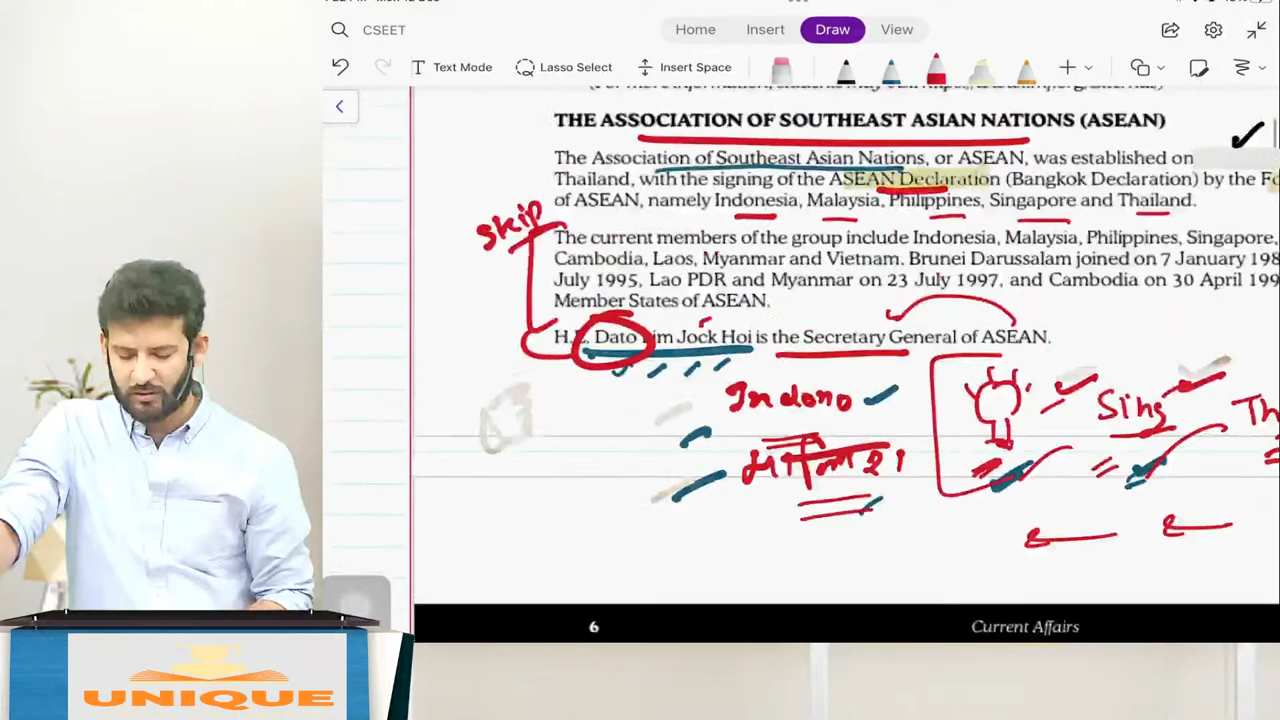 CSEET
Home Insert Draw View
Text Mode Lasso Select Insert Space
THE ASSOCIATION OF SOUTHEAST ASIAN NATIONS (ASEAN)
The Association of Southeast Asian Nations, or ASEAN, was established on
Thailand, with the signing of the ASEAN Declaration (Bangkok Declaration) by the Fo
of ASEAN, namely Indonesia, Malaysia, Philippines, Singapore and Thailand.
skip
The current members of the group include Indonesia, Malaysia, Philippines, Singapore,
Cambodia, Laos, Myanmar and Vietnam. Brunei Darussalam joined on 7 January 198
July 1995, Lao PDR and Myanmar on 23 July 1997, and Cambodia on 30 April 199
Member States of ASEAN.
H.E. Dato Lim Jock Hoi is the Secretary General of ASEAN.
Indono
Sing
Th
6 Current Affairs
UNIQUE